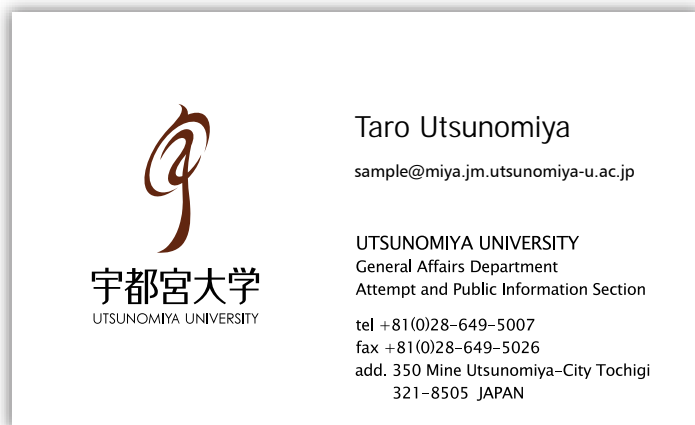 宇都宮大学
UTSUNOMIYA UNIVERSITY
Taro Utsunomiya
sample@miya.jm.utsunomiya-u.ac.jp
UTSUNOMIYA UNIVERSITY
General Affairs Department
Attempt and Public Information Section
tel +81(0)28-649-5007
fax +81(0)28-649-5026
add. 350 Mine Utsunomiya-City Tochigi
321-8505 JAPAN